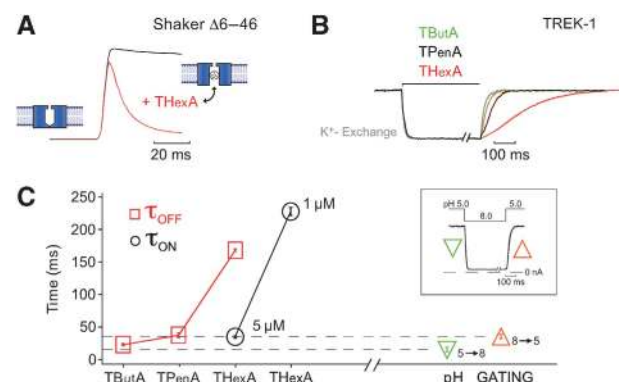 A
Shaker Δ6–46
+ THexA
20 ms
B
TREK-1
TButA
TPenA
THexA
K⁺- Exchange
100 ms
C
Time (ms)
250
200
150
100
50
0
τOFF
τON
1 µM
5 µM
pH 5.0
8.0
5.0
0 nA
100 ms
5→8
8→5
TButA TPenA THexA THexA pH GATING